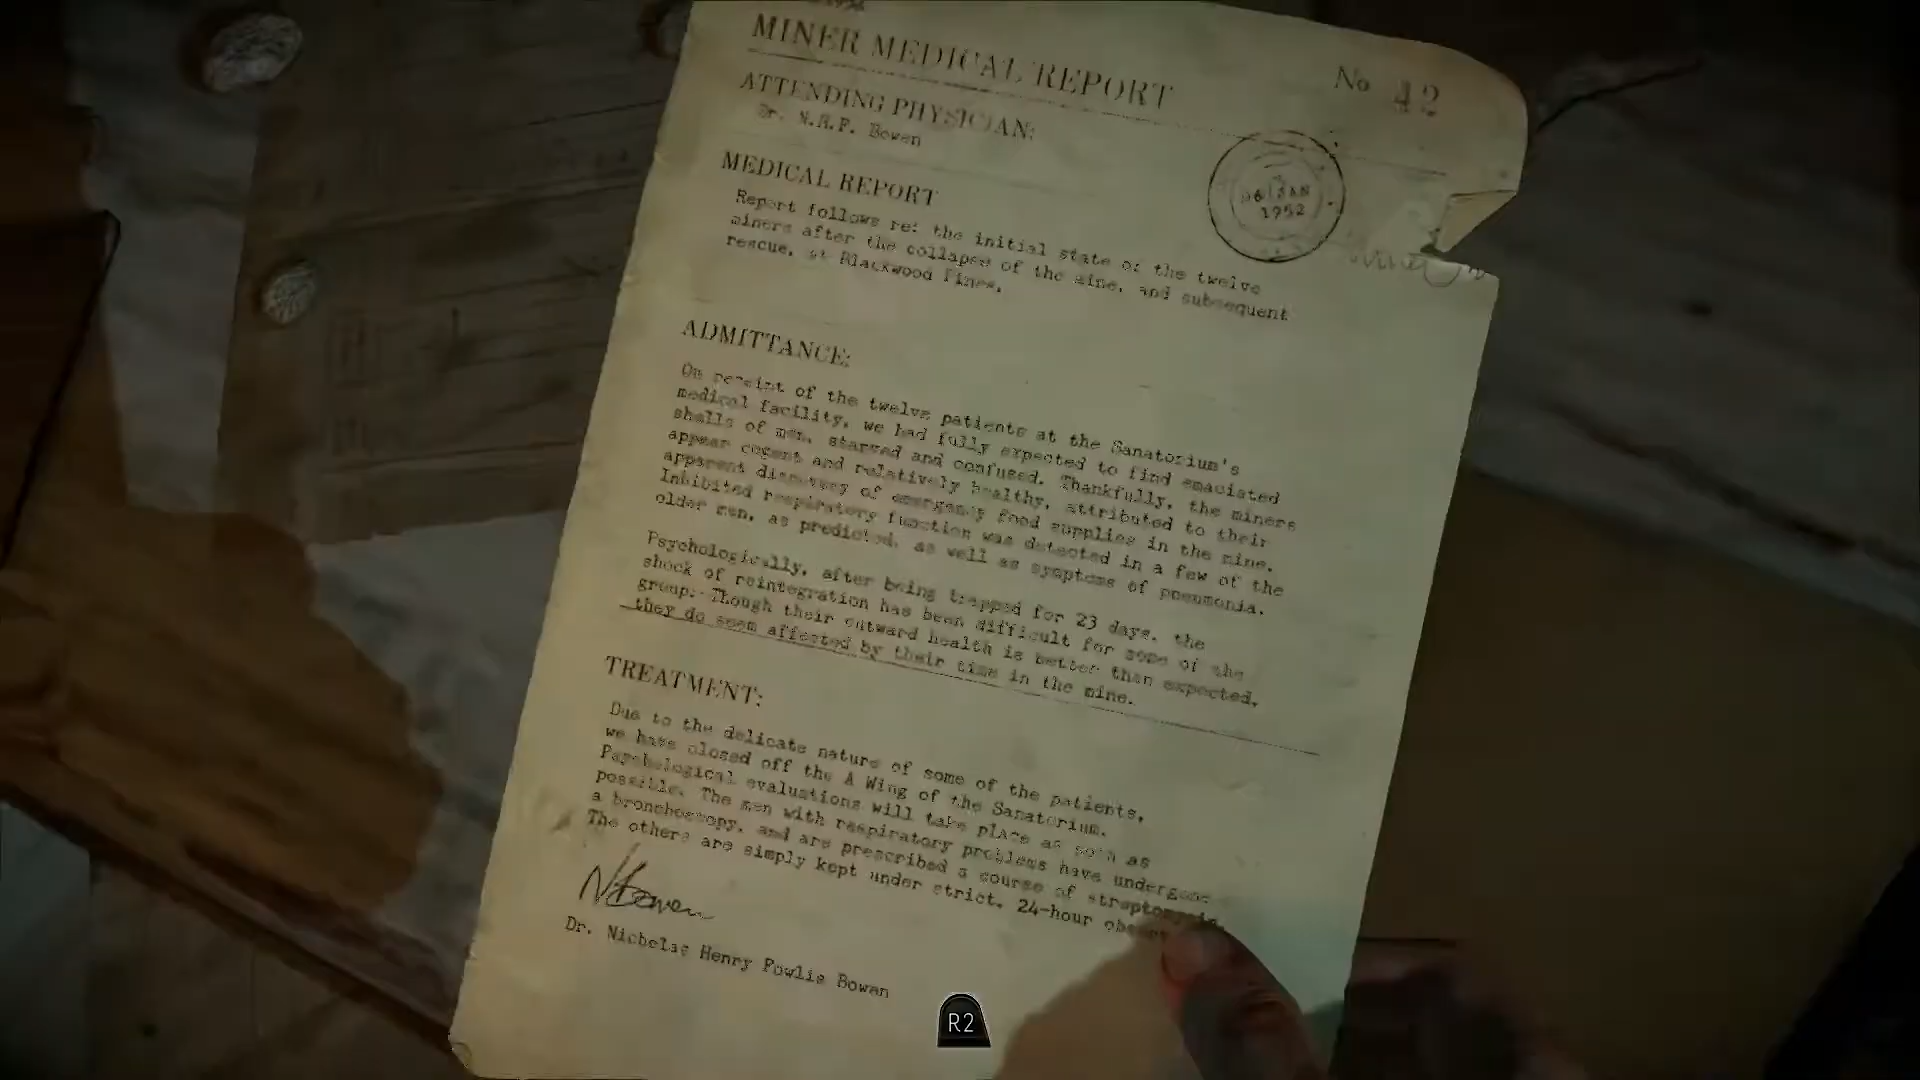 MINER MEDICAL REPORT
No 42
ATTENDING PHYSICIAN:
Dr. N.H.F. Bowen
06 JAN
1952
MEDICAL REPORT
Report follows re: the initial state of the twelve
miners after the collapse of the mine, and subsequent
rescue, at Blackwood Pines.
ADMITTANCE:
On receipt of the twelve patients at the Sanatorium's
medical facility, we had fully expected to find emaciated
shells of men, starved and confused. Thankfully, the miners
appear cogent and relatively healthy, attributed to their
apparent discovery of emergency food supplies in the mine.
Inhibited respiratory function was detected in a few of the
older men, as predicted, as well as symptoms of pneumonia.
Psychologically, after being trapped for 23 days, the
shock of reintegration has been difficult for some of the
group. Though their outward health is better than expected,
they do seem affected by their time in the mine.
TREATMENT:
Due to the delicate nature of some of the patients,
we have closed off the A Wing of the Sanatorium.
Psychological evaluations will take place as soon as
possible. The men with respiratory problems have undergone
a bronchoscopy, and are prescribed a course of streptomycin.
The others are simply kept under strict, 24-hour
NBowen
Dr. Nicholas Henry Fowlis Bowen
R2